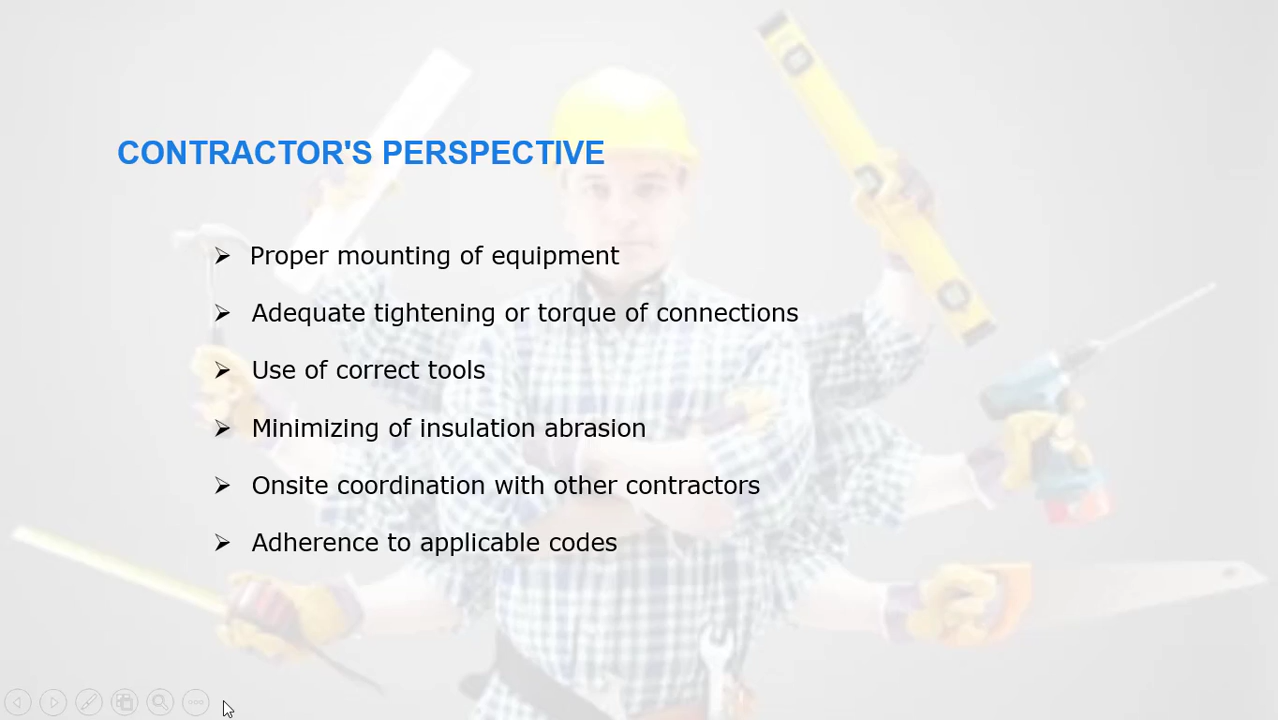 CONTRACTOR'S PERSPECTIVE
➢ Proper mounting of equipment
➢ Adequate tightening or torque of connections
➢ Use of correct tools
➢ Minimizing of insulation abrasion
➢ Onsite coordination with other contractors
➢ Adherence to applicable codes